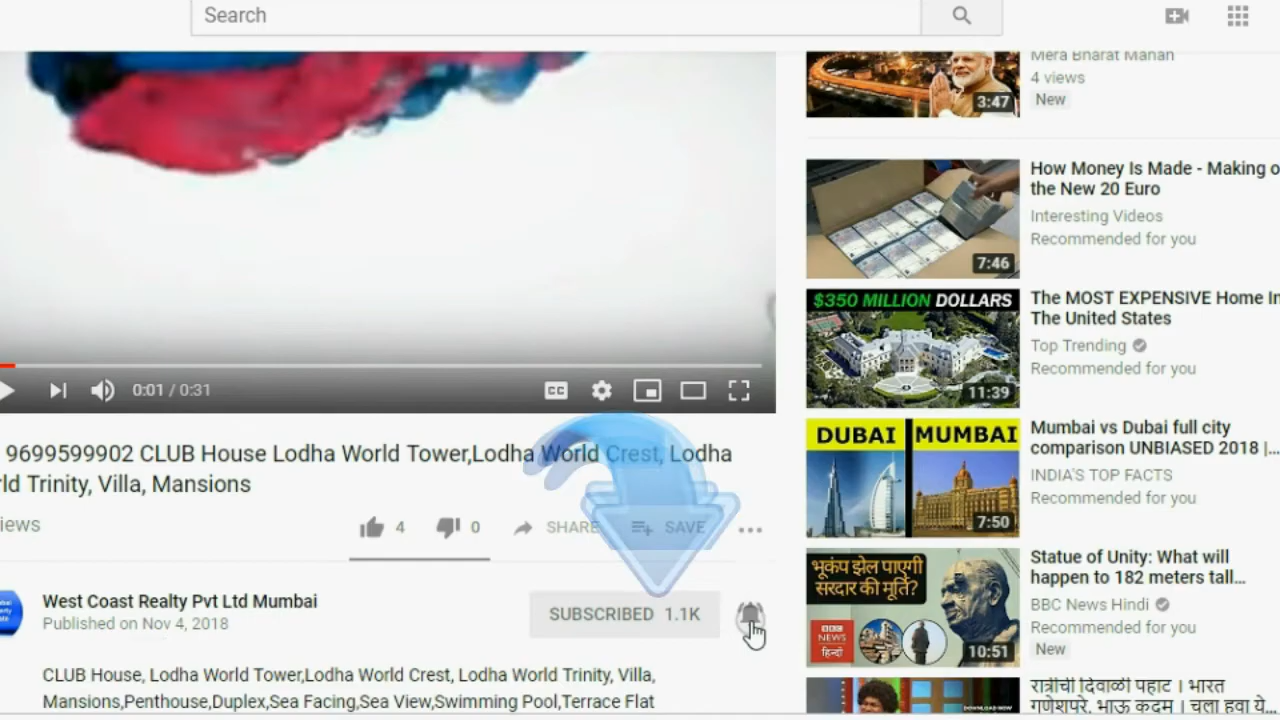 Search
Mera Bharat Mahan
4 views
3:47
New
How Money Is Made - Making o
the New 20 Euro
Interesting Videos
Recommended for you
7:46
$350 MILLION DOLLARS
The MOST EXPENSIVE Home In
The United States
Top Trending
Recommended for you
11:39
0:01 / 0:31
CC
9699599902 CLUB House Lodha World Tower,Lodha World Crest, Lodha
rld Trinity, Villa, Mansions
iews
4
0
SHARE
SAVE
DUBAI MUMBAI
Mumbai vs Dubai full city
comparison UNBIASED 2018 |...
INDIA'S TOP FACTS
Recommended for you
7:50
West Coast Realty Pvt Ltd Mumbai
Published on Nov 4, 2018
SUBSCRIBED 1.1K
CLUB House, Lodha World Tower,Lodha World Crest, Lodha World Trinity, Villa,
Mansions,Penthouse,Duplex,Sea Facing,Sea View,Swimming Pool,Terrace Flat
भूकंप झेल पाएगी
सरदार की मूर्ति?
BBC
NEWS
हिन्दी
10:51
Statue of Unity: What will
happen to 182 meters tall...
BBC News Hindi
Recommended for you
New
DOWNLOAD NOW
रात्रीची दिवाळी पहाट । भारत
गणेशपुरे, भाऊ कदम । चला हवा ये...